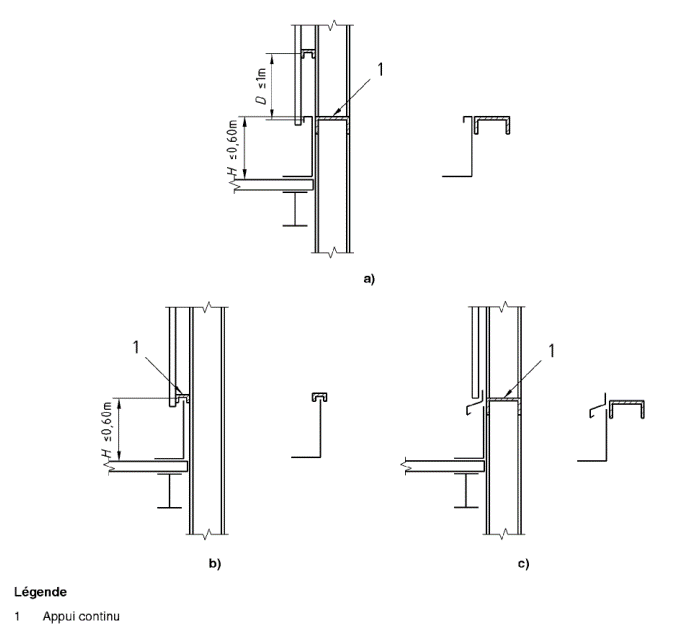 D ≤1m
1
H ≤0,60m
a)
1
H ≤0,60m
1
b)
c)
Légende
1 Appui continu